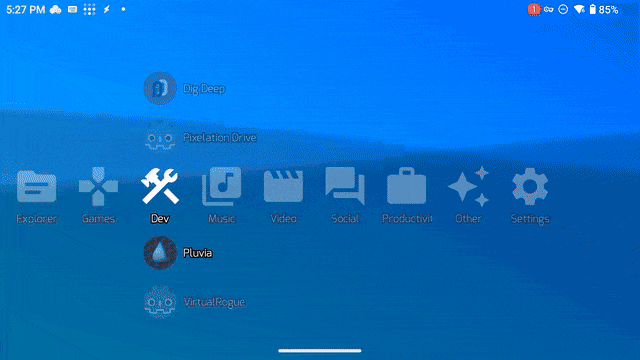 5:27 PM 1 85%
Dig Deep
Pixelation Drive
Explorer Games Dev Music Video Social Productivit Other Settings
Pluvia
VirtualRogue